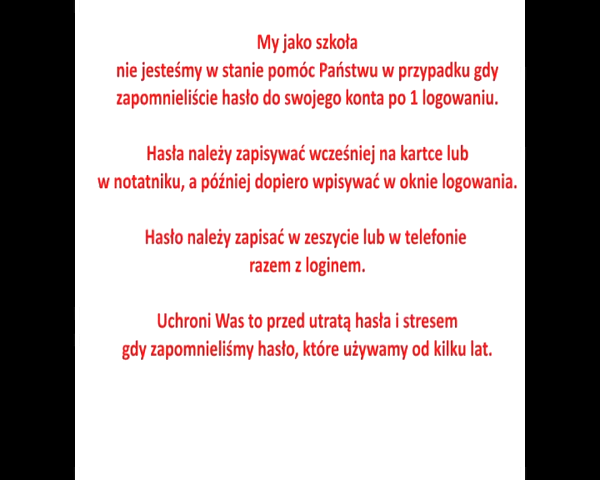 My jako szkoła
nie jesteśmy w stanie pomóc Państwu w przypadku gdy
zapomnieliście hasło do swojego konta po 1 logowaniu.
Hasła należy zapisywać wcześniej na kartce lub
w notatniku, a później dopiero wpisywać w oknie logowania.
Hasło należy zapisać w zeszycie lub w telefonie
razem z loginem.
Uchroni Was to przed utratą hasła i stresem
gdy zapomnieliśmy hasło, które używamy od kilku lat.